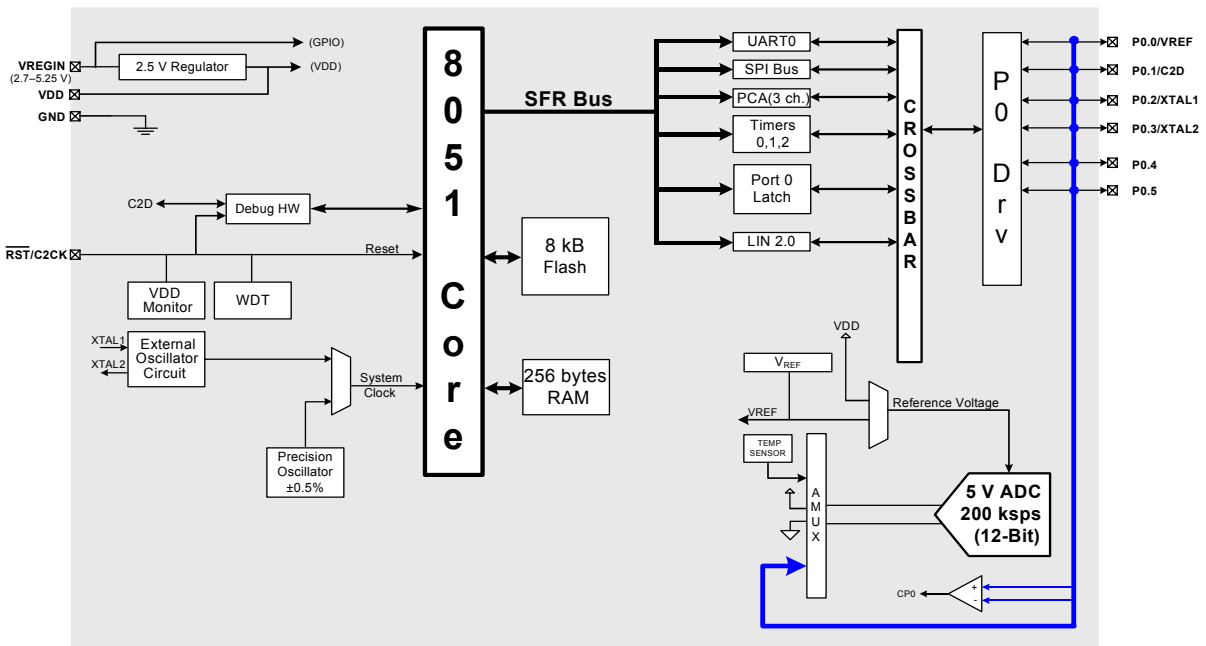 VREGIN
(2.7–5.25 V)
VDD
GND
2.5 V Regulator
(GPIO)
(VDD)
C2D
Debug HW
RST/C2CK
Reset
VDD
Monitor
WDT
XTAL1
XTAL2
External
Oscillator
Circuit
System
Clock
Precision
Oscillator
±0.5%
8
0
5
1
C
o
r
e
8 kB
Flash
256 bytes
RAM
SFR Bus
UART0
SPI Bus
PCA(3 ch.)
Timers
0,1,2
Port 0
Latch
LIN 2.0
C
R
O
S
S
B
A
R
P
0
D
r
v
P0.0/VREF
P0.1/C2D
P0.2/XTAL1
P0.3/XTAL2
P0.4
P0.5
VDD
VREF
VREF
Reference Voltage
TEMP
SENSOR
A
M
U
X
5 V ADC
200 ksps
(12-Bit)
CP0
+
-